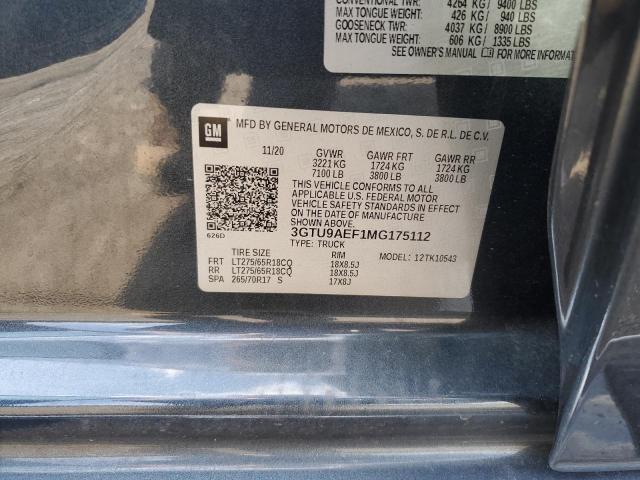 CONVENTIONAL TWR: 4264 KG / 9400 LBS
MAX TONGUE WEIGHT: 426 KG / 940 LBS
GOOSENECK TWR: 4037 KG / 8900 LBS
MAX TONGUE WEIGHT: 606 KG / 1335 LBS
SEE OWNER'S MANUAL FOR MORE INFORMATION
GM MFD BY GENERAL MOTORS DE MEXICO, S. DE R.L. DE C.V.
11/20 GVWR GAWR FRT GAWR RR
3221 KG 1724 KG 1724 KG
7100 LB 3800 LB 3800 LB
THIS VEHICLE CONFORMS TO ALL
APPLICABLE U.S. FEDERAL MOTOR
VEHICLE SAFETY STANDARDS IN EFFECT
ON THE DATE OF MANUFACTURE
SHOWN ABOVE.
626D 3GTU9AEF1MG175112
TYPE: TRUCK
TIRE SIZE RIM MODEL: 12TK10543
FRT LT275/65R18CQ 18X8.5J
RR LT275/65R18CQ 18X8.5J
SPA 265/70R17 S 17X8J